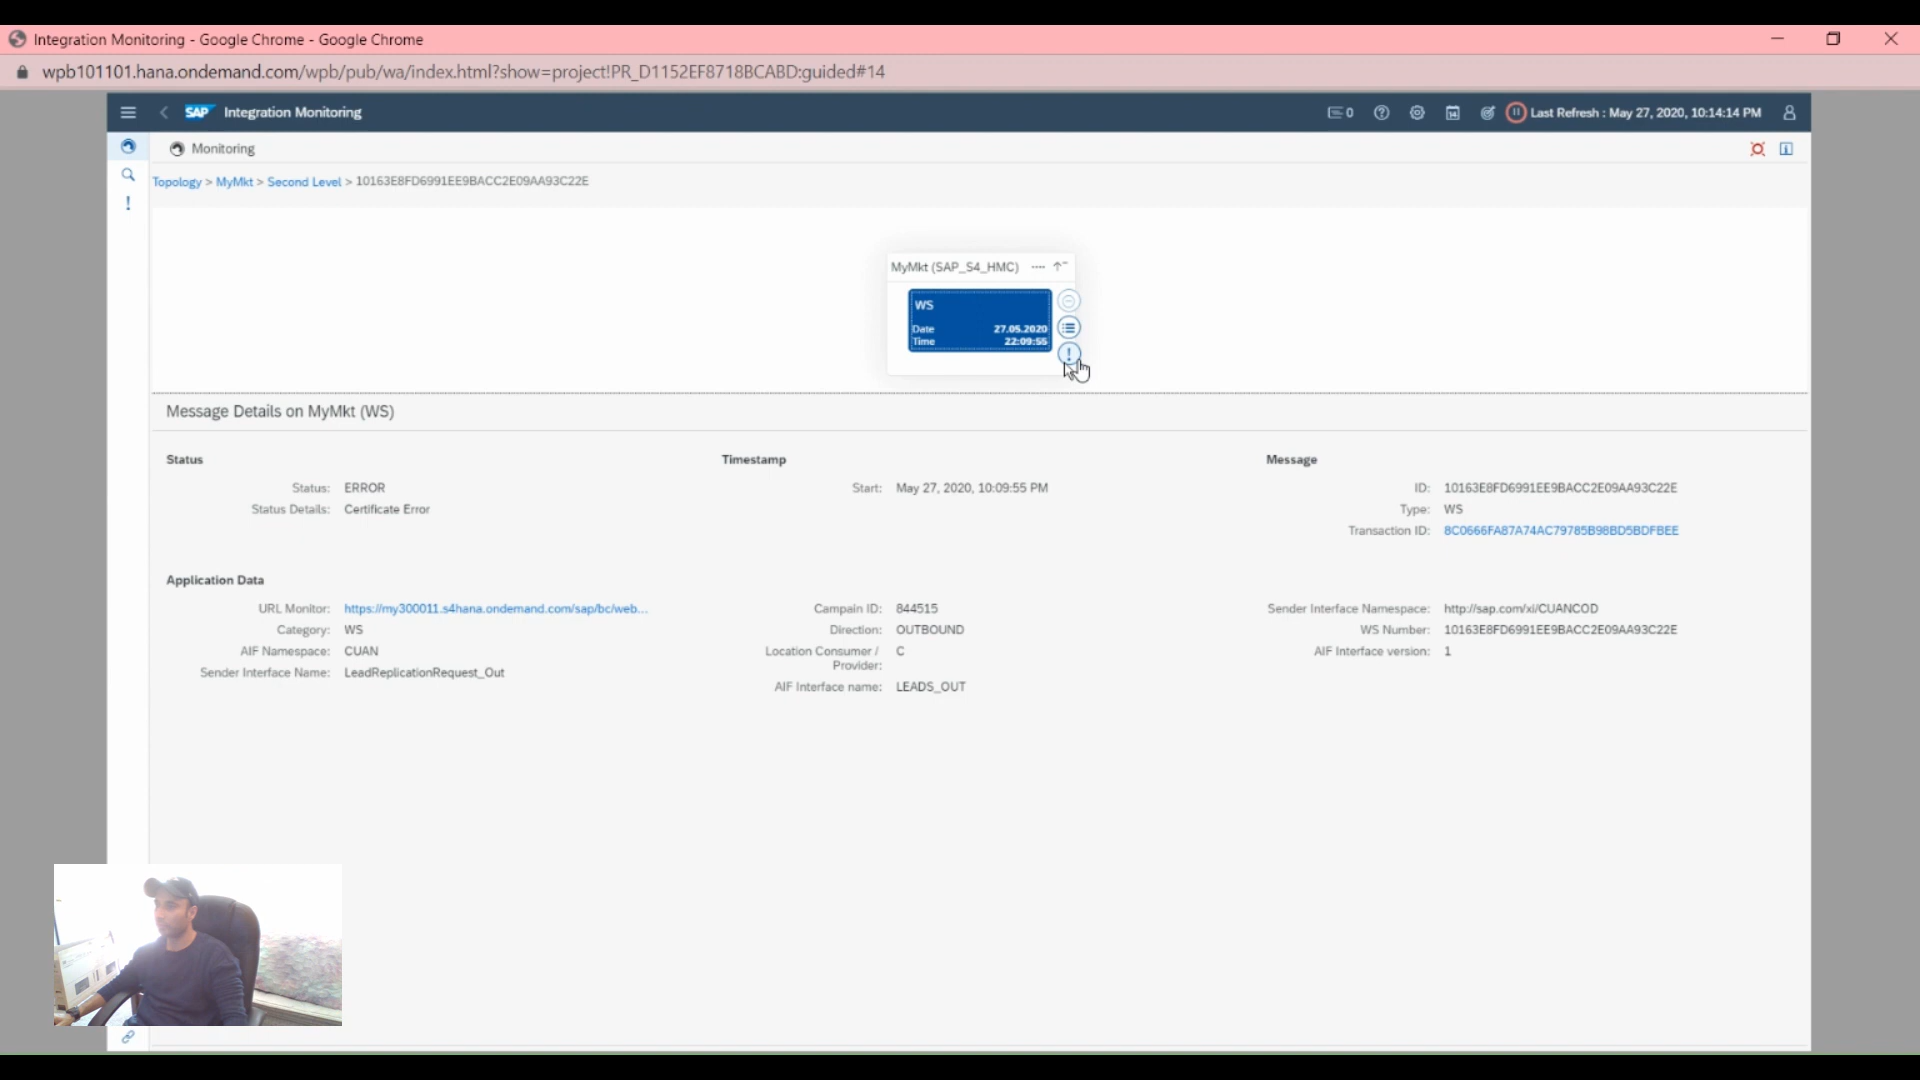 Integration Monitoring - Google Chrome - Google Chrome
wpb101101.hana.ondemand.com/wpb/pub/wa/index.html?show=project!PR_D1152EF8718BCABD:guided#14
SAP Integration Monitoring
0
14
Last Refresh : May 27, 2020, 10:14:14 PM
Monitoring
Topology > MyMkt > Second Level > 10163E8FD6991EE9BACC2E09AA93C22E
MyMkt (SAP_S4_HMC)
WS
Date 27.05.2020
Time 22:09:55
Message Details on MyMkt (WS)
Status
Status: ERROR
Status Details: Certificate Error
Timestamp
Start: May 27, 2020, 10:09:55 PM
Message
ID: 10163E8FD6991EE9BACC2E09AA93C22E
Type: WS
Transaction ID: 8C0666FA87A74AC79785B98BD5BDFBEE
Application Data
URL Monitor: https://my300011.s4hana.ondemand.com/sap/bc/web...
Category: WS
AIF Namespace: CUAN
Sender Interface Name: LeadReplicationRequest_Out
Campain ID: 844515
Direction: OUTBOUND
Location Consumer / C
Provider:
AIF Interface name: LEADS_OUT
Sender Interface Namespace: http://sap.com/xi/CUANCOD
WS Number: 10163E8FD6991EE9BACC2E09AA93C22E
AIF Interface version: 1